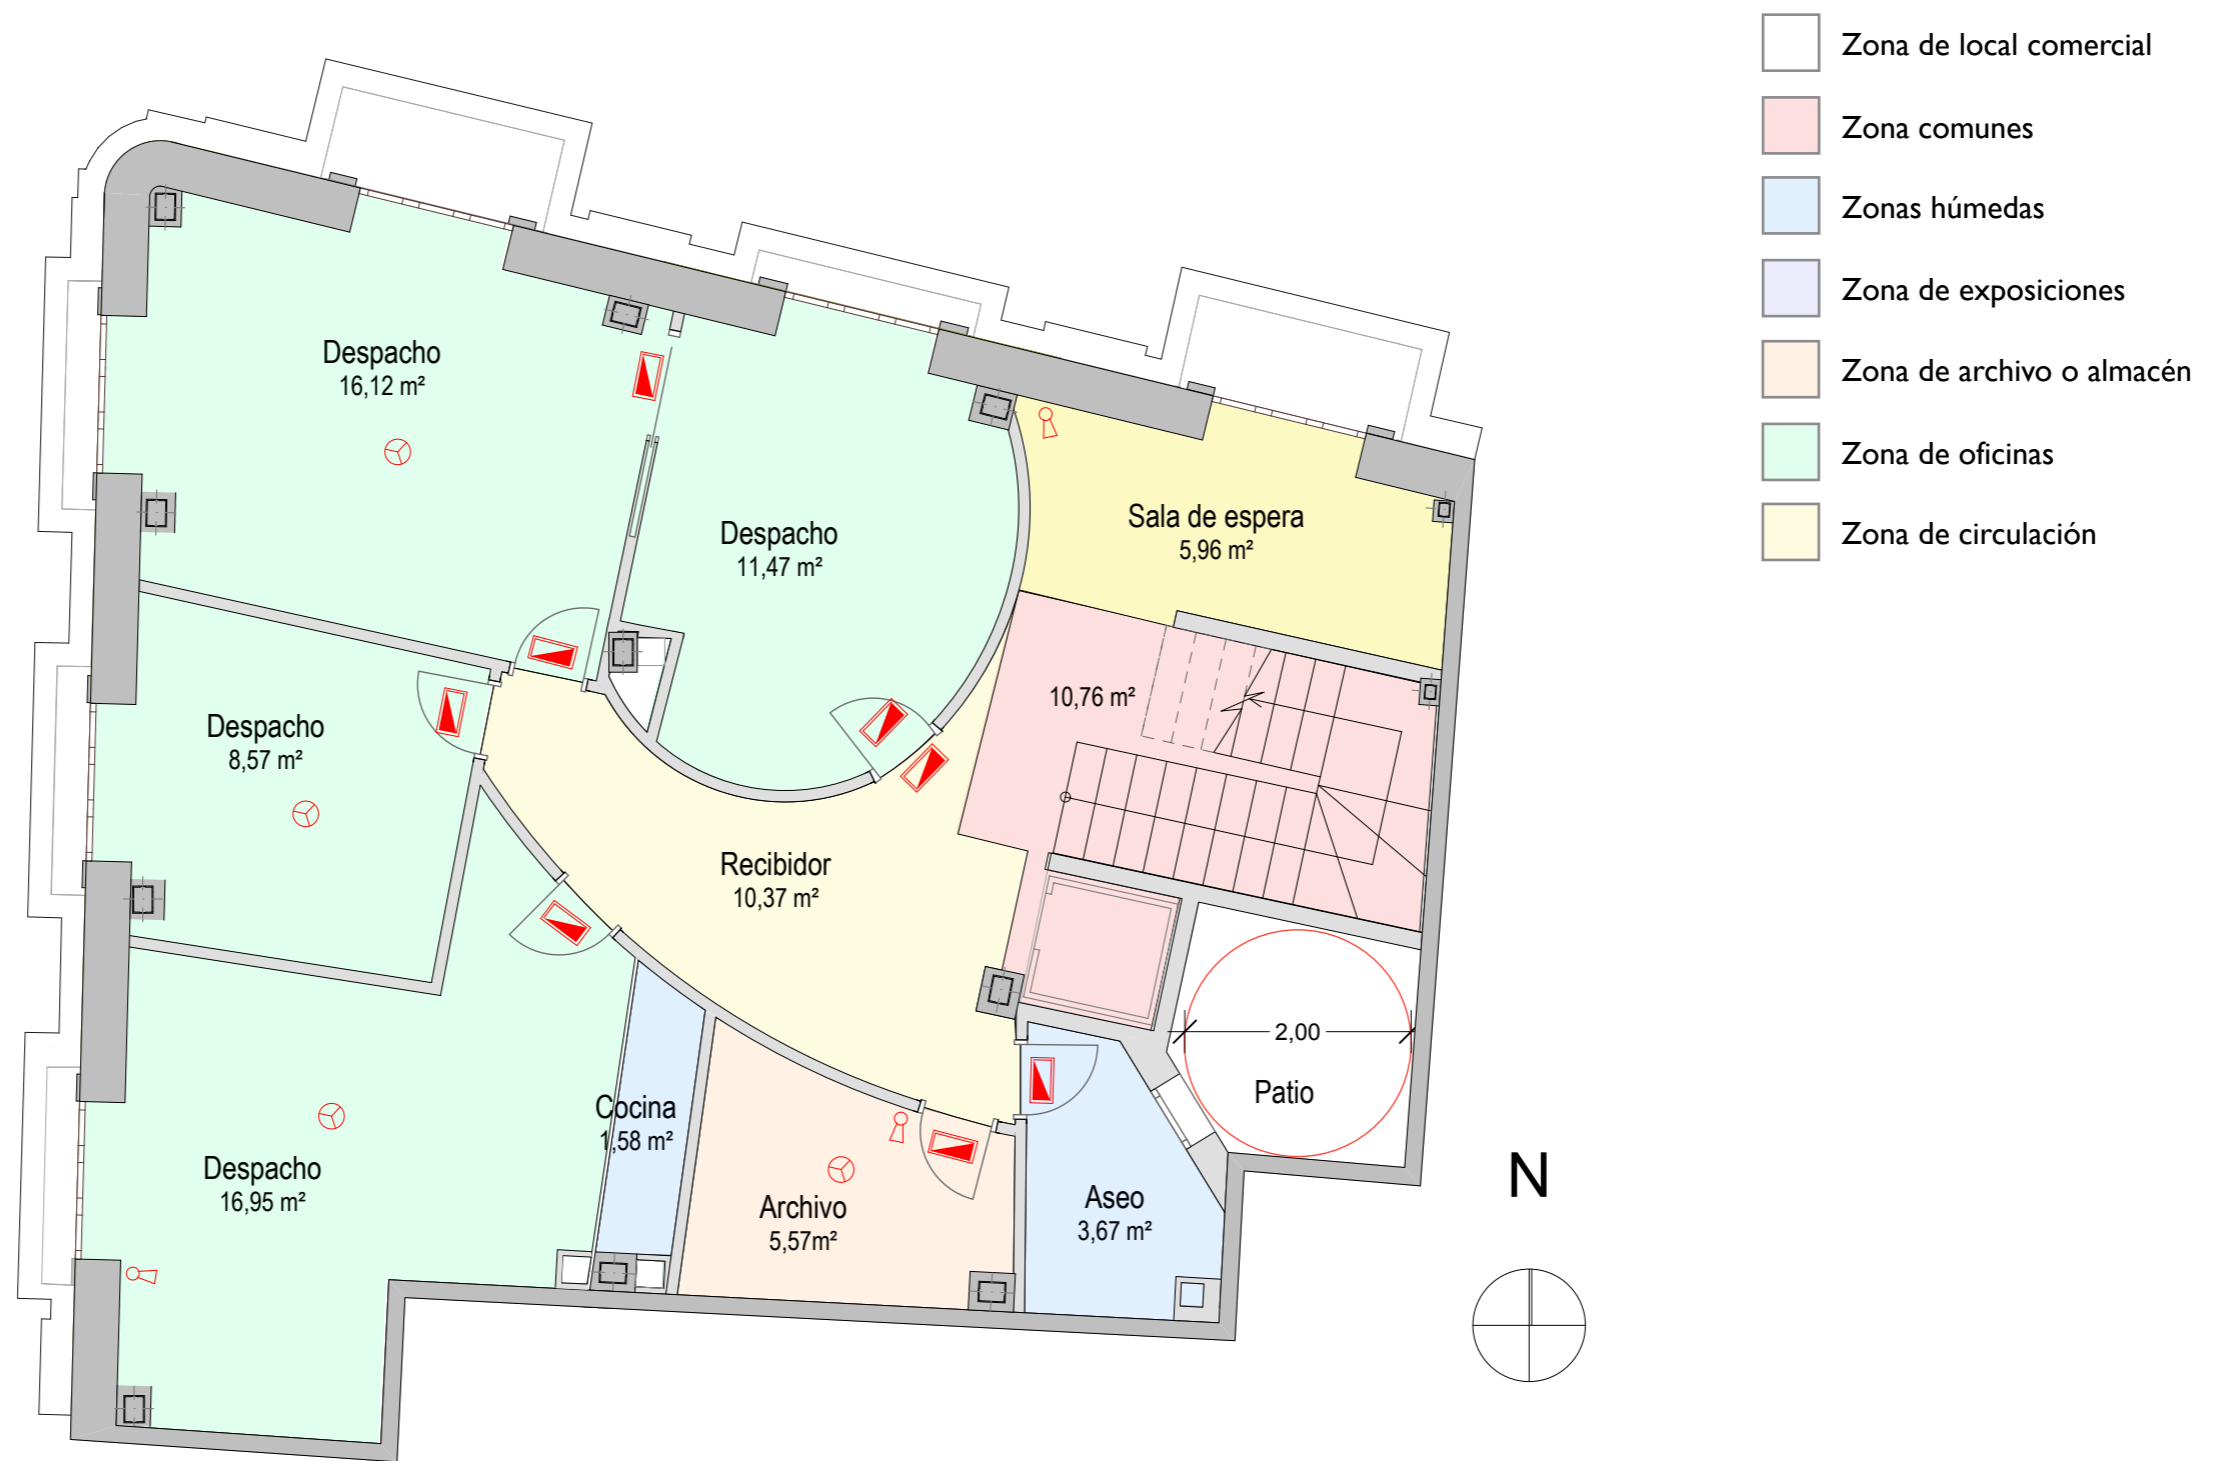 Zona de local comercial
Zona comunes
Zonas húmedas
Zona de exposiciones
Zona de archivo o almacén
Zona de oficinas
Zona de circulación
Despacho
16,12 m²
Despacho
11,47 m²
Sala de espera
5,96 m²
10,76 m²
Despacho
8,57 m²
Recibidor
10,37 m²
2,00
Patio
Cocina
1,58 m²
Despacho
16,95 m²
Archivo
5,57m²
Aseo
3,67 m²
N